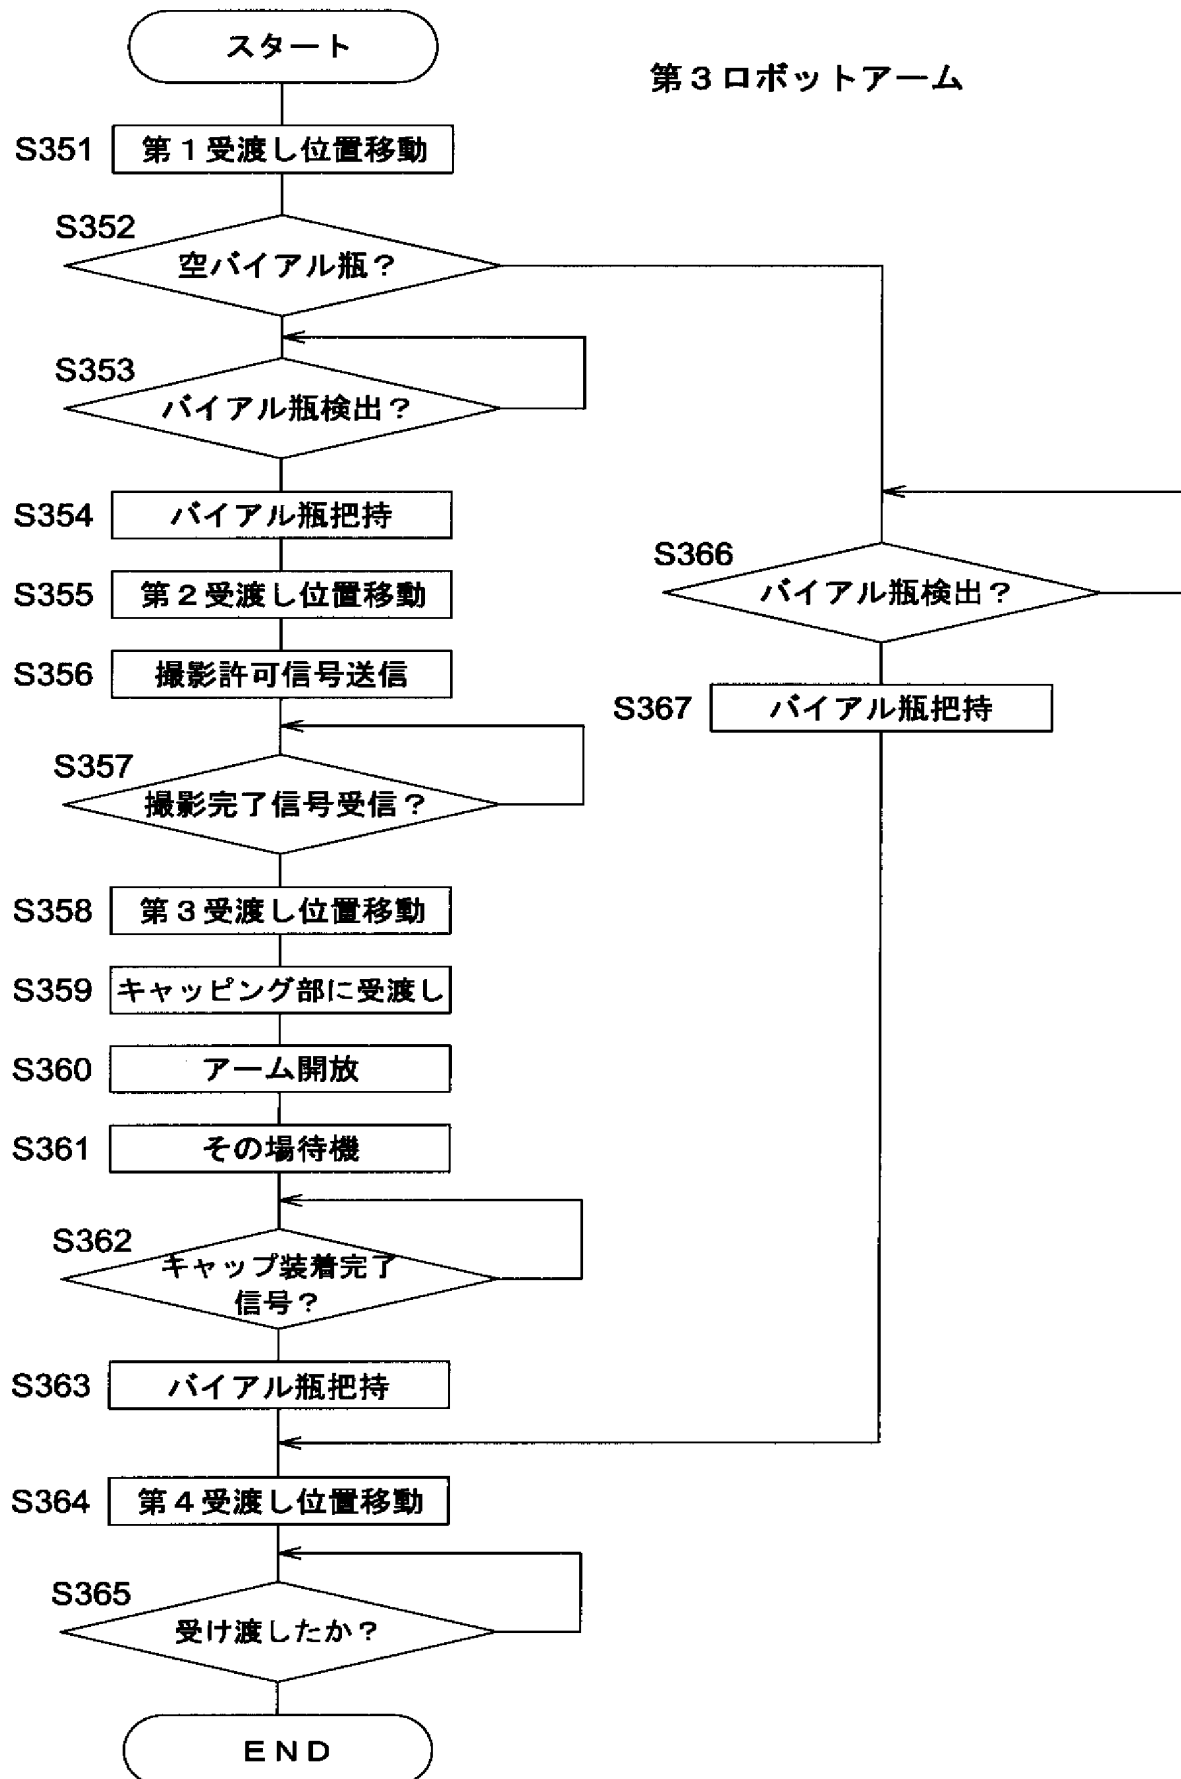 スタート
第3ロボットアーム
S351
第1受渡し位置移動
S352
空バイアル瓶?
S353
バイアル瓶検出?
S354
バイアル瓶把持
S355
第2受渡し位置移動
S356
撮影許可信号送信
S357
撮影完了信号受信?
S358
第3受渡し位置移動
S359
キャッピング部に受渡し
S360
アーム開放
S361
その場待機
S362
キャップ装着完了
信号?
S363
バイアル瓶把持
S364
第4受渡し位置移動
S365
受け渡したか?
END
S366
バイアル瓶検出?
S367
バイアル瓶把持